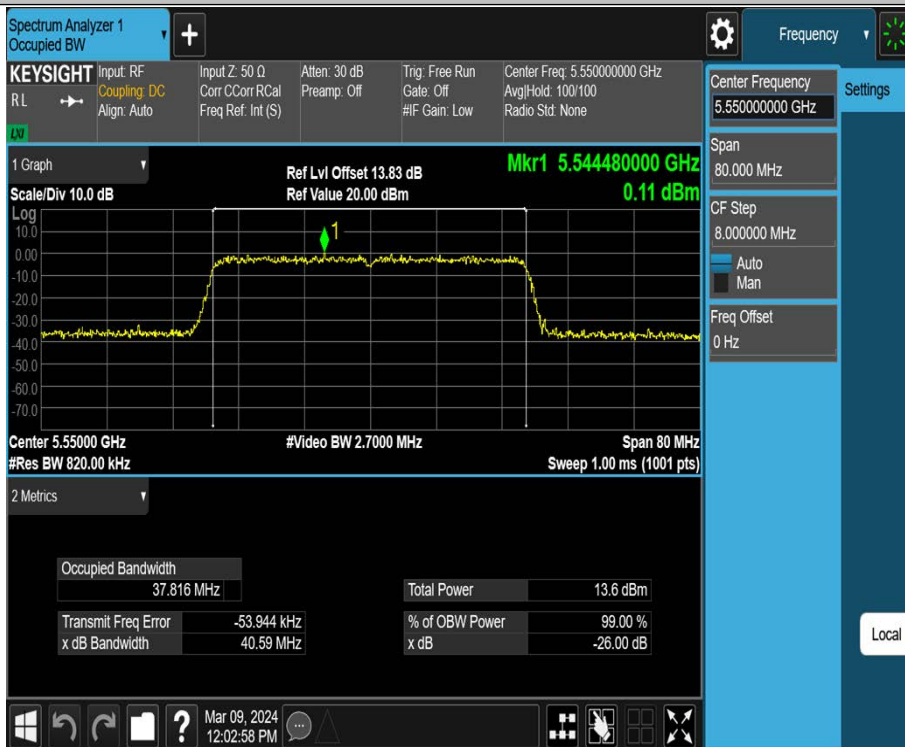 Spectrum Analyzer 1
Occupied BW
+
Frequency
KEYSIGHT
R L
LXI
Input: RF
Coupling: DC
Align: Auto
Input Z: 50 Ω
Corr CCorr RCal
Freq Ref: Int (S)
Atten: 30 dB
Preamp: Off
Trig: Free Run
Gate: Off
#IF Gain: Low
Center Freq: 5.550000000 GHz
Avg|Hold: 100/100
Radio Std: None
Center Frequency
5.550000000 GHz
Settings
Span
80.000 MHz
CF Step
8.000000 MHz
Auto
Man
Freq Offset
0 Hz
Local
1 Graph
Scale/Div 10.0 dB
Ref Lvl Offset 13.83 dB
Ref Value 20.00 dBm
Mkr1 5.544480000 GHz
0.11 dBm
Log
10.0
0.00
-10.0
-20.0
-30.0
-40.0
-50.0
-60.0
-70.0
1
Center 5.55000 GHz
#Video BW 2.7000 MHz
Span 80 MHz
#Res BW 820.00 kHz
Sweep 1.00 ms (1001 pts)
2 Metrics
Occupied Bandwidth
37.816 MHz
Total Power 13.6 dBm
Transmit Freq Error -53.944 kHz
% of OBW Power 99.00 %
x dB Bandwidth 40.59 MHz
x dB -26.00 dB
?
Mar 09, 2024
12:02:58 PM